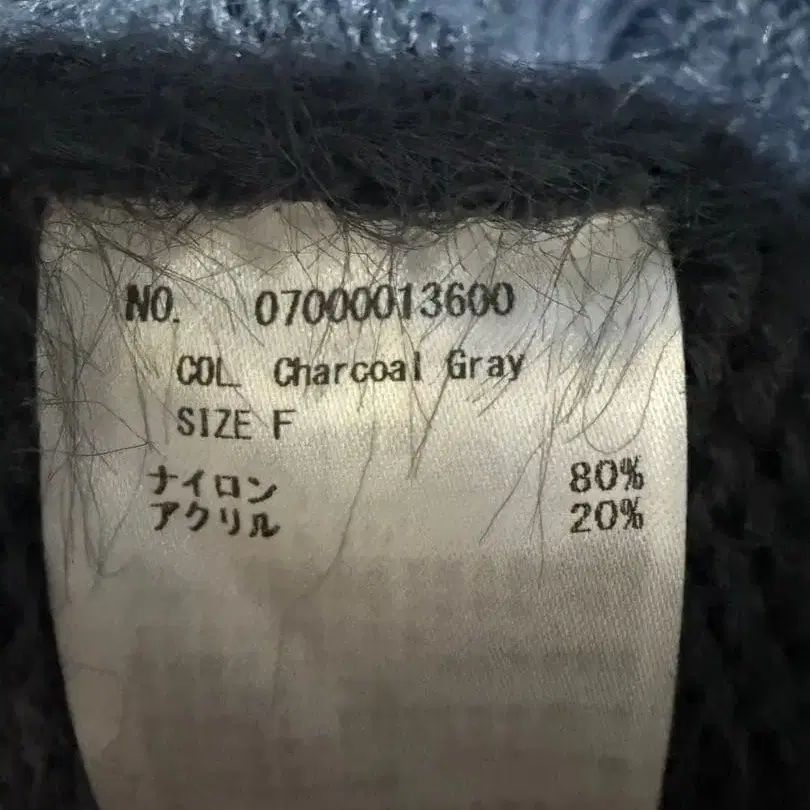 NO. 07000013600
COL Charcoal Gray
SIZE F
ナイロン 80%
アクリル 20%